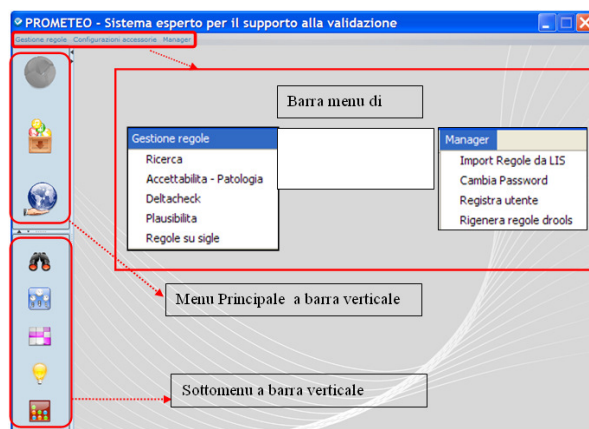 PROMETEO - Sistema esperto per il supporto alla validazione
Gestione regole Configurazioni accessorie Manager
Barra menu di
Gestione regole
Ricerca
Accettabilita - Patologia
Deltacheck
Plausibilita
Regole su sigle
Manager
Import Regole da LIS
Cambia Password
Registra utente
Rigenera regole drools
Menu Principale a barra verticale
Sottomenu a barra verticale